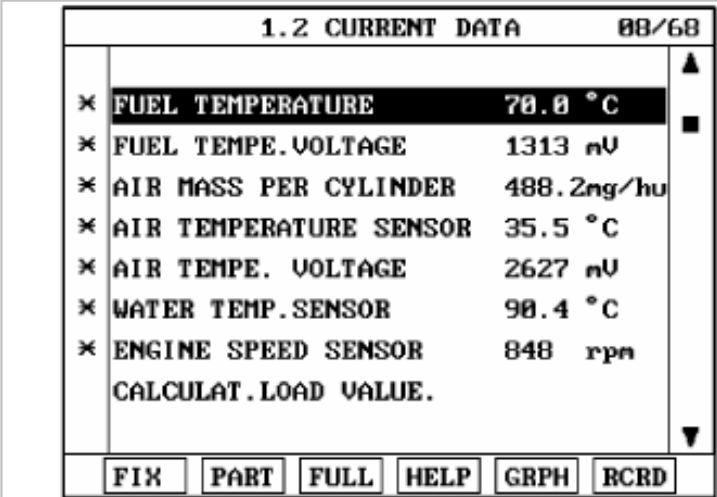 1.2 CURRENT DATA 08/68
* FUEL TEMPERATURE 70.0 °C
* FUEL TEMPE.VOLTAGE 1313 mV
* AIR MASS PER CYLINDER 488.2mg/hu
* AIR TEMPERATURE SENSOR 35.5 °C
* AIR TEMPE. VOLTAGE 2627 mV
* WATER TEMP.SENSOR 90.4 °C
* ENGINE SPEED SENSOR 848 rpm
CALCULAT.LOAD VALUE.
FIX PART FULL HELP GRPH RCRD